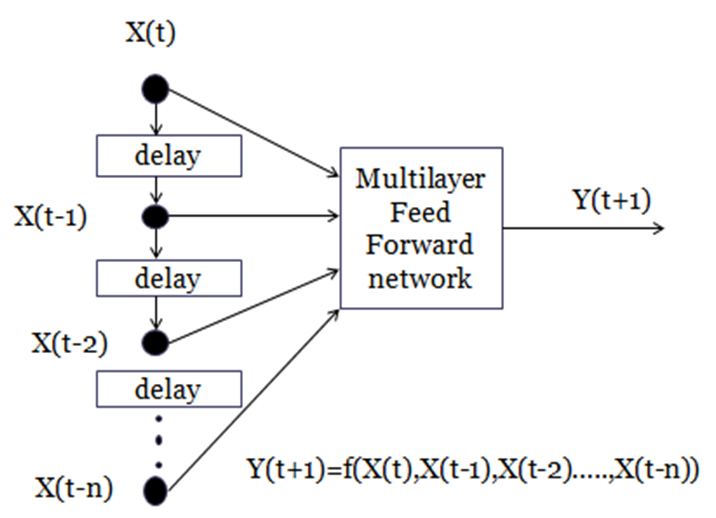 X(t)
delay
X(t-1)
delay
X(t-2)
delay
X(t-n)
Multilayer
Feed
Forward
network
Y(t+1)
Y(t+1)=f(X(t),X(t-1),X(t-2).....,X(t-n))